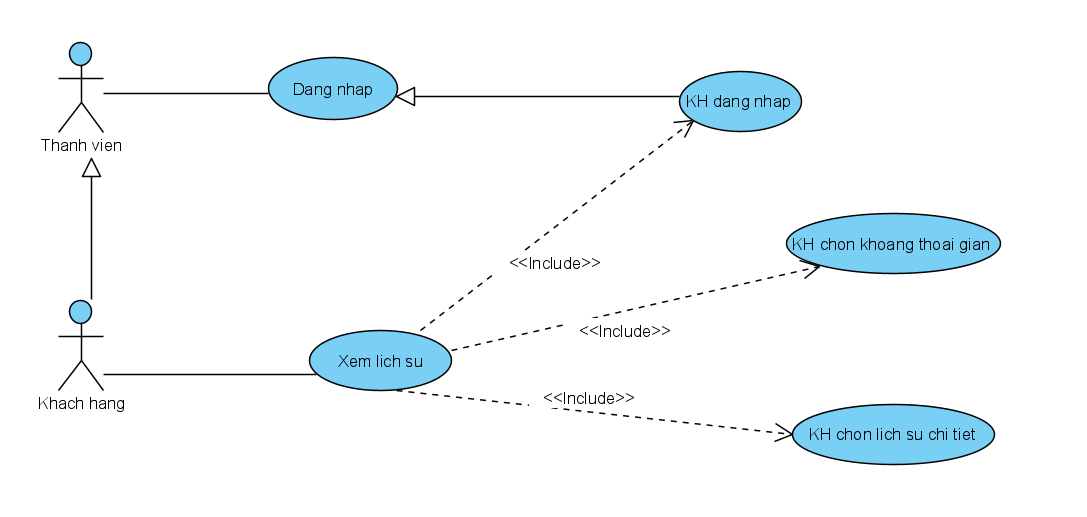 Dang nhap
KH dang nhap
Thanh vien
KH chon khoang thoai gian
<<Include>>
<<Include>>
Xem lich su
<<Include>>
Khach hang
KH chon lich su chi tiet